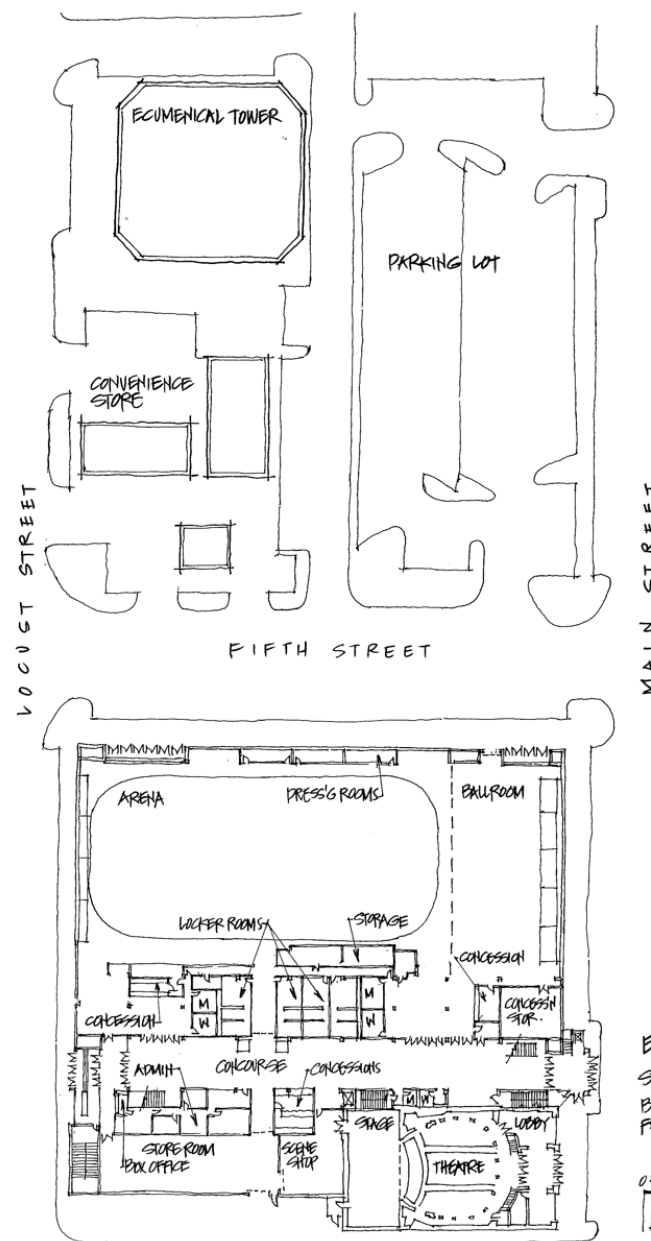 ECUMENICAL TOWER
PARKING LOT
CONVENIENCE
STORE
LOCUST STREET
MAIN STREET
FIFTH STREET
ARENA
PRESS'G ROOMS
BALLROOM
LOCKER ROOMS
STORAGE
CONCESSION
CONCESSION
CONCESS'N
STOR.
M
W
M
W
ADMIN
CONCOURSE
CONCESSIONS
M
W
STAGE
LOBBY
STORE ROOM
BOX OFFICE
SCENE
SHOP
THEATRE